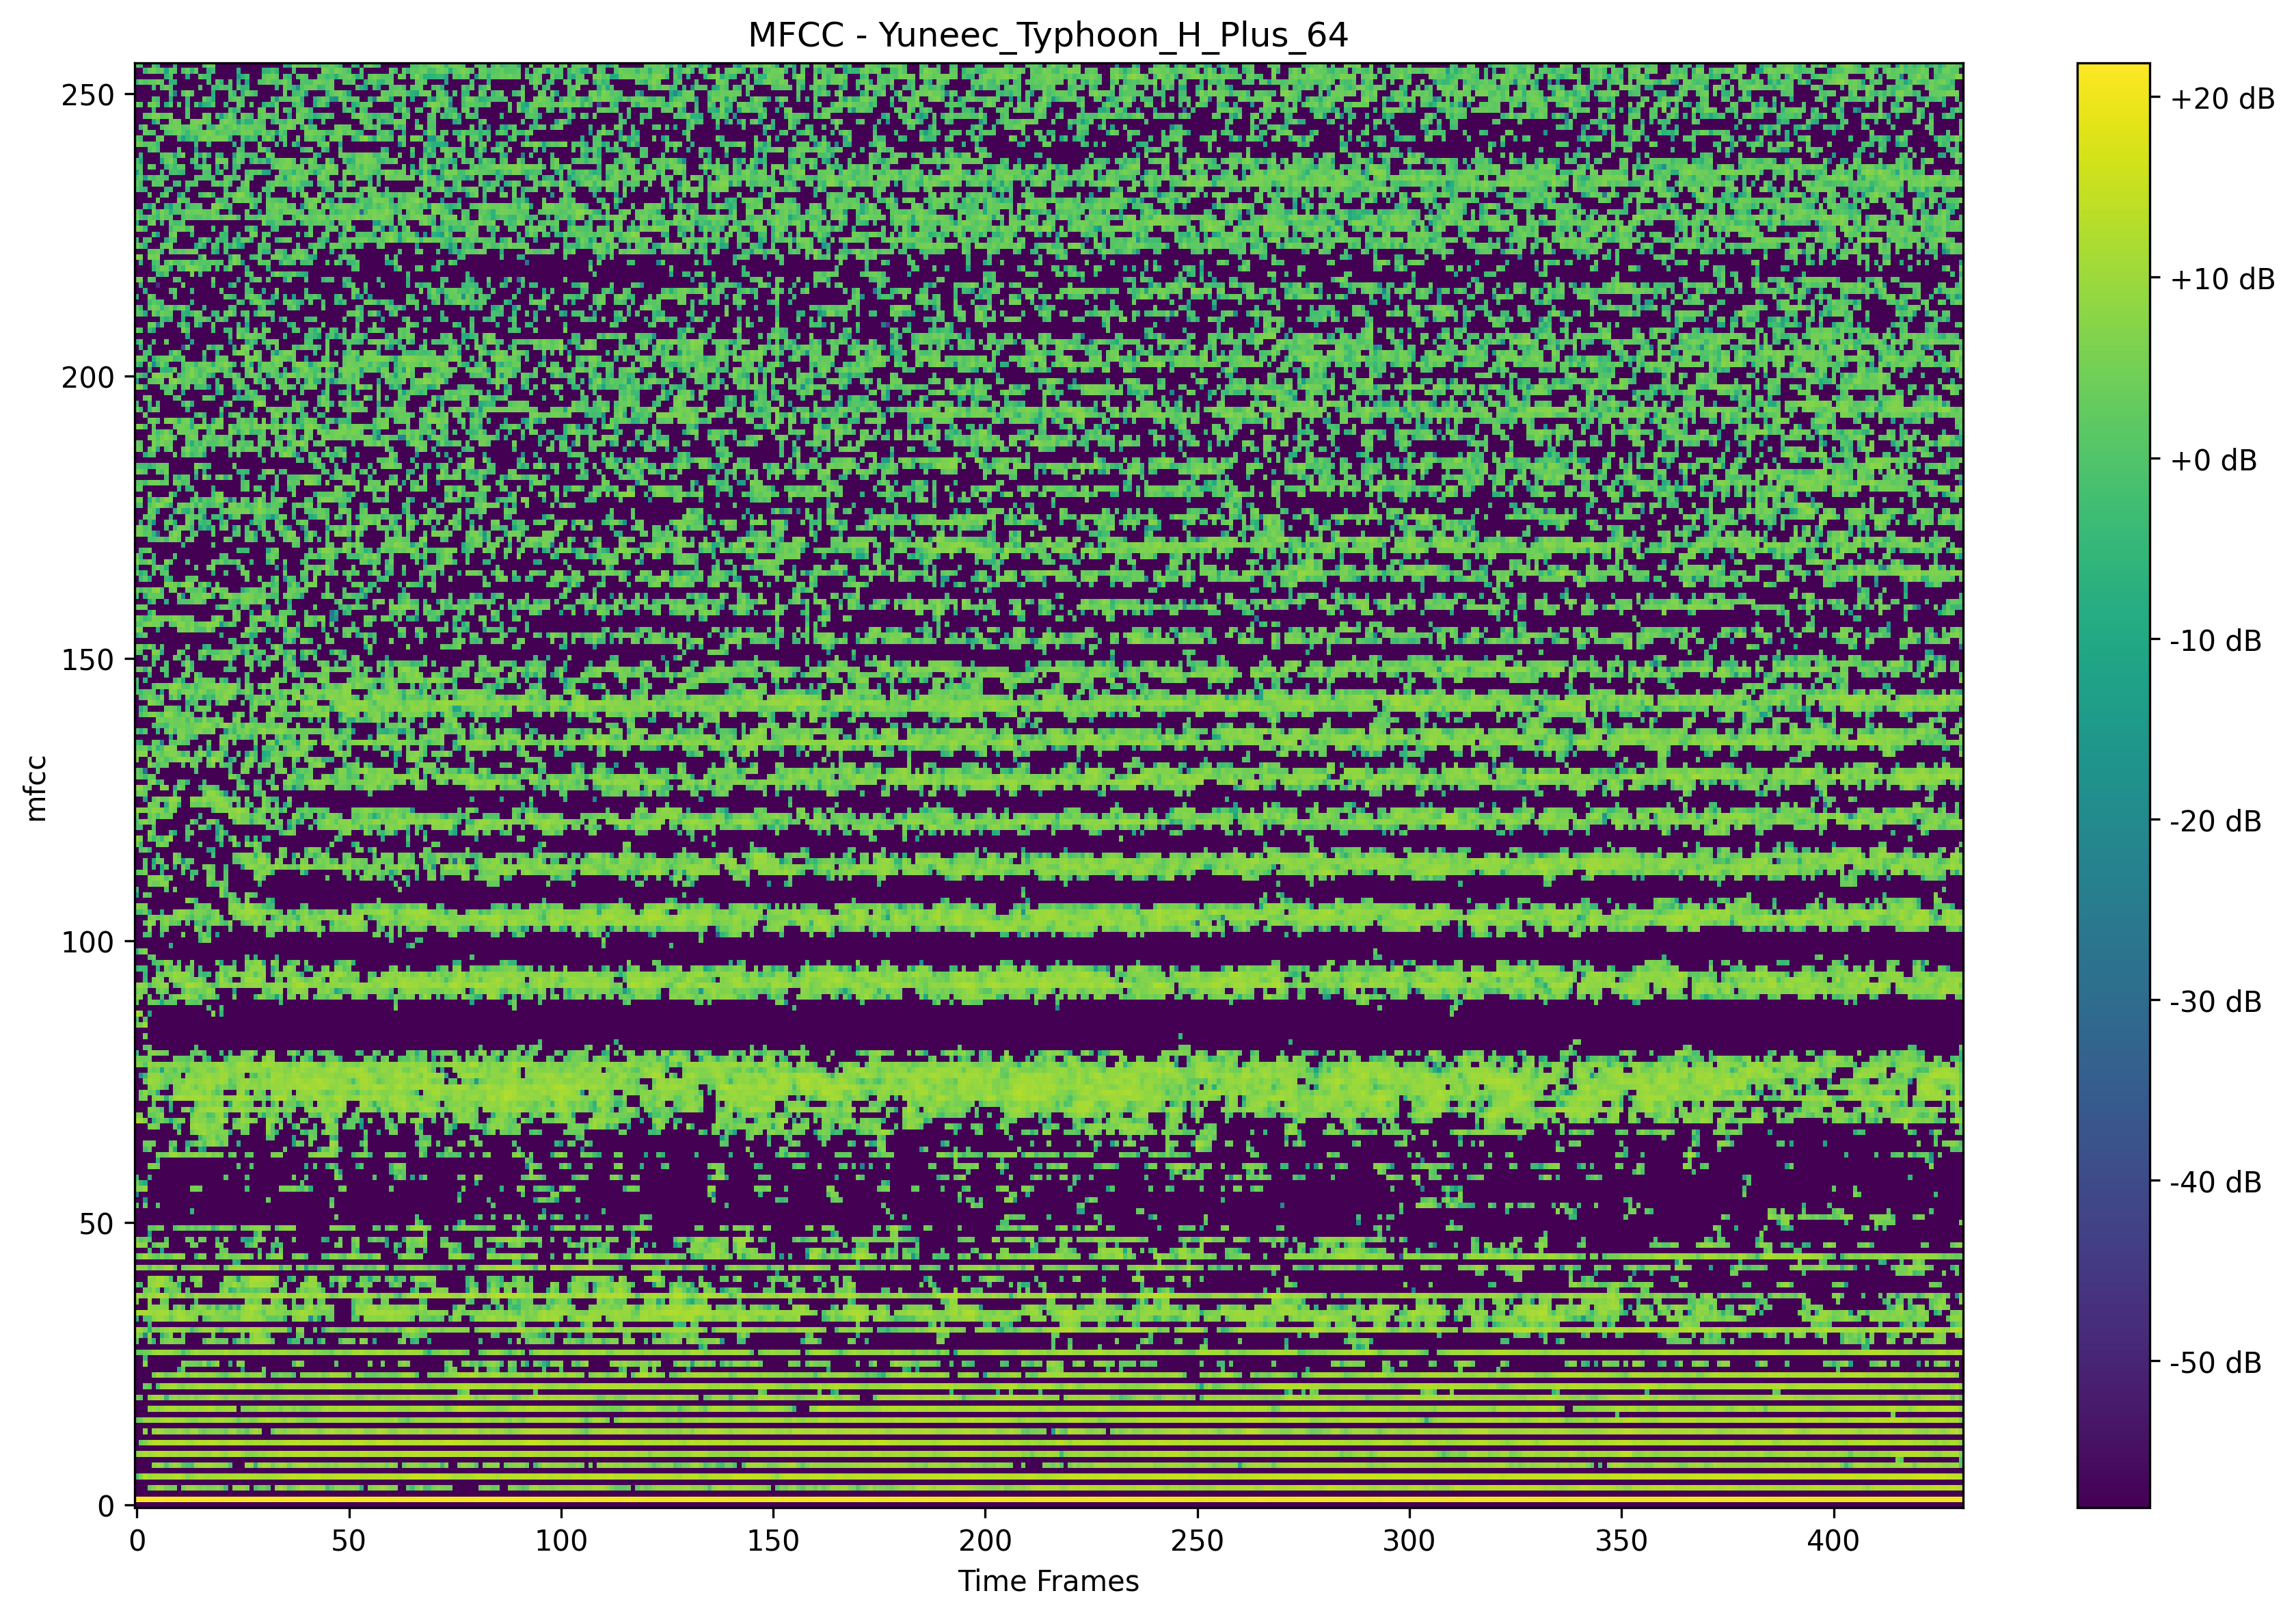 MFCC - Yuneec_Typhoon_H_Plus_64
250
200
150
100
50
0
mfcc
0 50 100 150 200 250 300 350 400
Time Frames
+20 dB
+10 dB
+0 dB
-10 dB
-20 dB
-30 dB
-40 dB
-50 dB